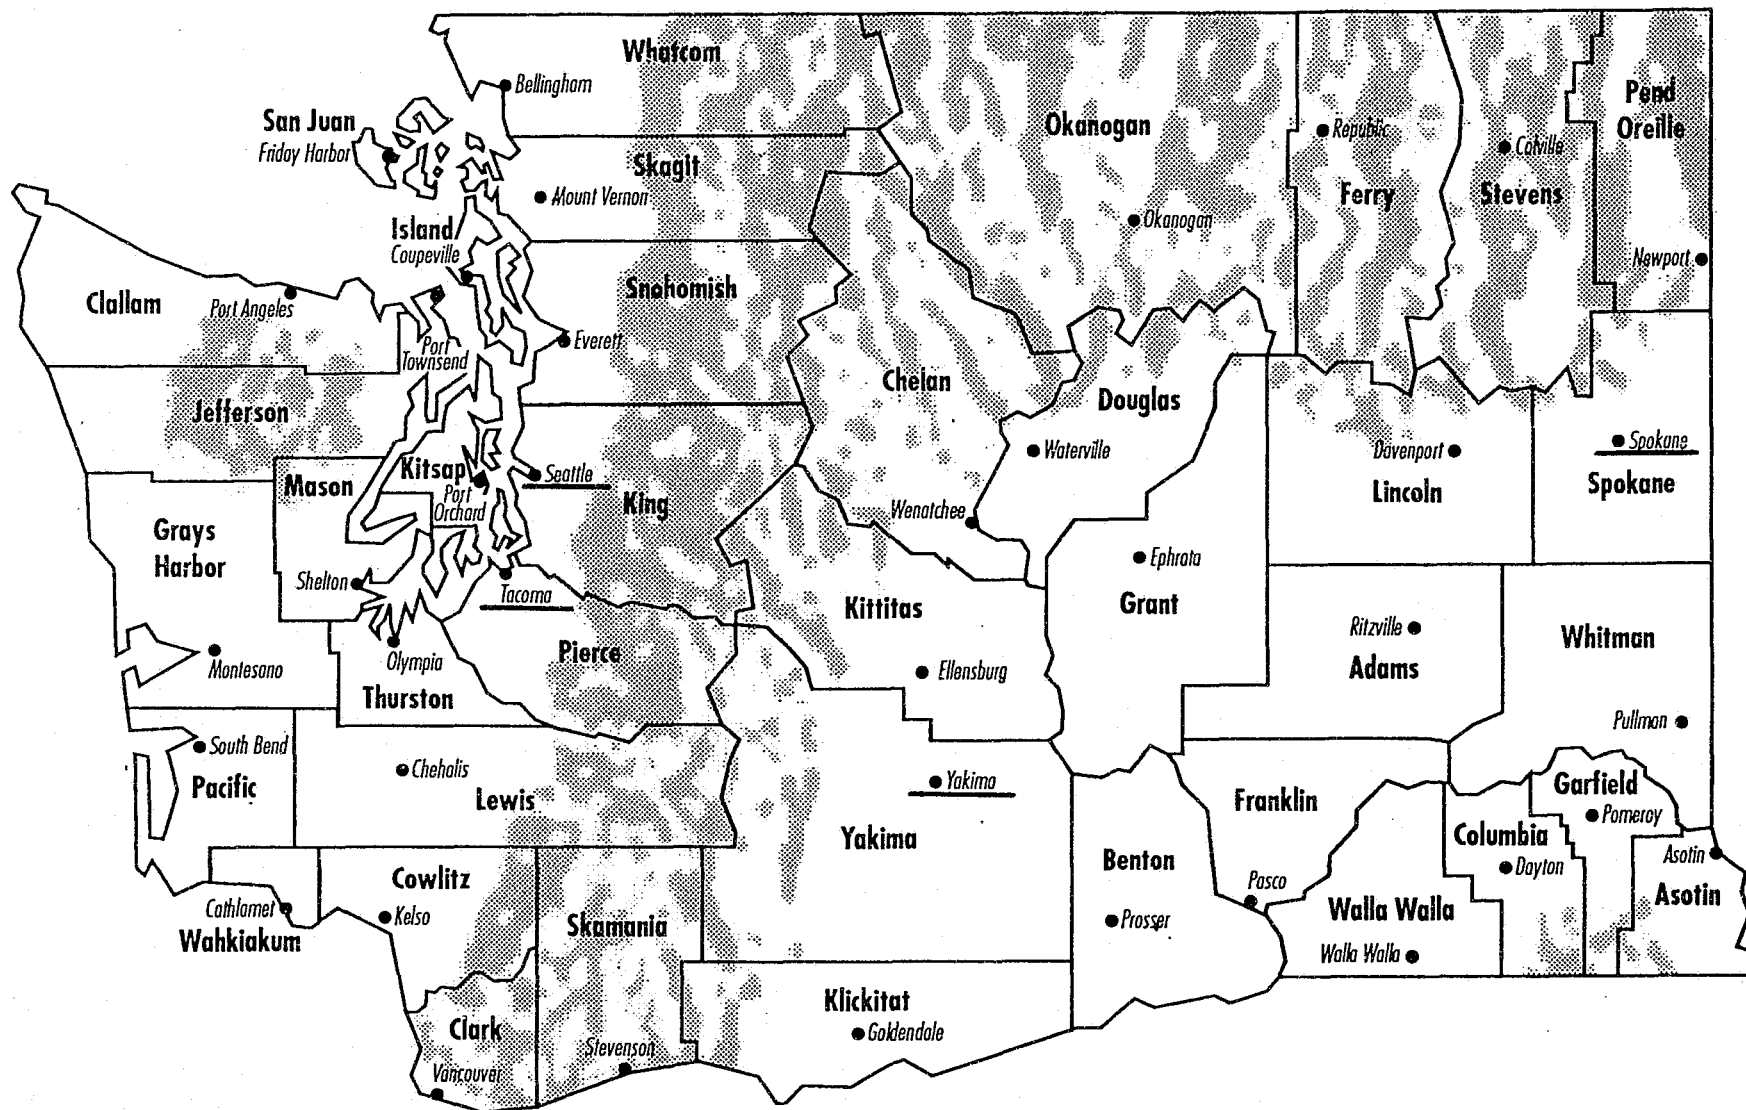 Whatcom
Bellingham
San Juan
Friday Harbor
Okanogan
Republic
Colville
Pend
Oreille
Skagit
Mount Vernon
Ferry
Stevens
Island
Coupeville
Okanogan
Newport
Clallam
Port Angeles
Snohomish
Port
Townsend
Everett
Chelan
Douglas
Jefferson
Waterville
Davenport
Spokane
Mason
Kitsap
Seattle
Port
Orchard
King
Lincoln
Spokane
Wenatchee
Grays
Harbor
Shelton
Tacoma
Ephrata
Grant
Kittitas
Ritzville
Adams
Whitman
Montesano
Olympia
Pierce
Ellensburg
Thurston
Pullman
South Bend
Pacific
Chehalis
Lewis
Yakima
Yakima
Franklin
Garfield
Pomeroy
Columbia
Dayton
Asotin
Asotin
Benton
Prosser
Pasco
Walla Walla
Walla Walla
Cowlitz
Kelso
Cathlamet
Wahkiakum
Skamania
Klickitat
Goldendale
Clark
Vancouver
Stevenson